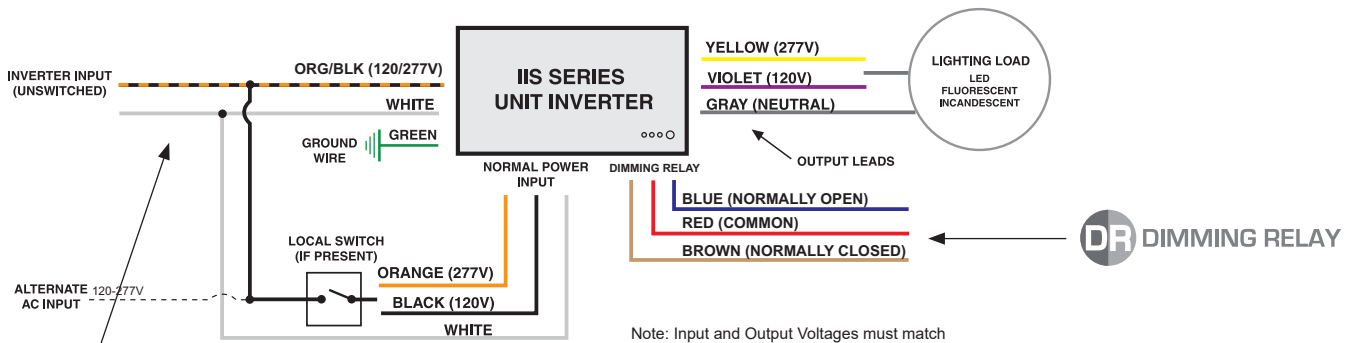 INVERTER INPUT
(UNSWITCHED)
ORG/BLK (120/277V)
WHITE
GROUND
WIRE
GREEN
IIS SERIES
UNIT INVERTER
YELLOW (277V)
VIOLET (120V)
GRAY (NEUTRAL)
LIGHTING LOAD
LED
FLUORESCENT
INCANDESCENT
OUTPUT LEADS
NORMAL POWER
INPUT
DIMMING RELAY
BLUE (NORMALLY OPEN)
RED (COMMON)
BROWN (NORMALLY CLOSED)
DR DIMMING RELAY
LOCAL SWITCH
(IF PRESENT)
ORANGE (277V)
BLACK (120V)
WHITE
ALTERNATE
AC INPUT
120-277V
Note: Input and Output Voltages must match